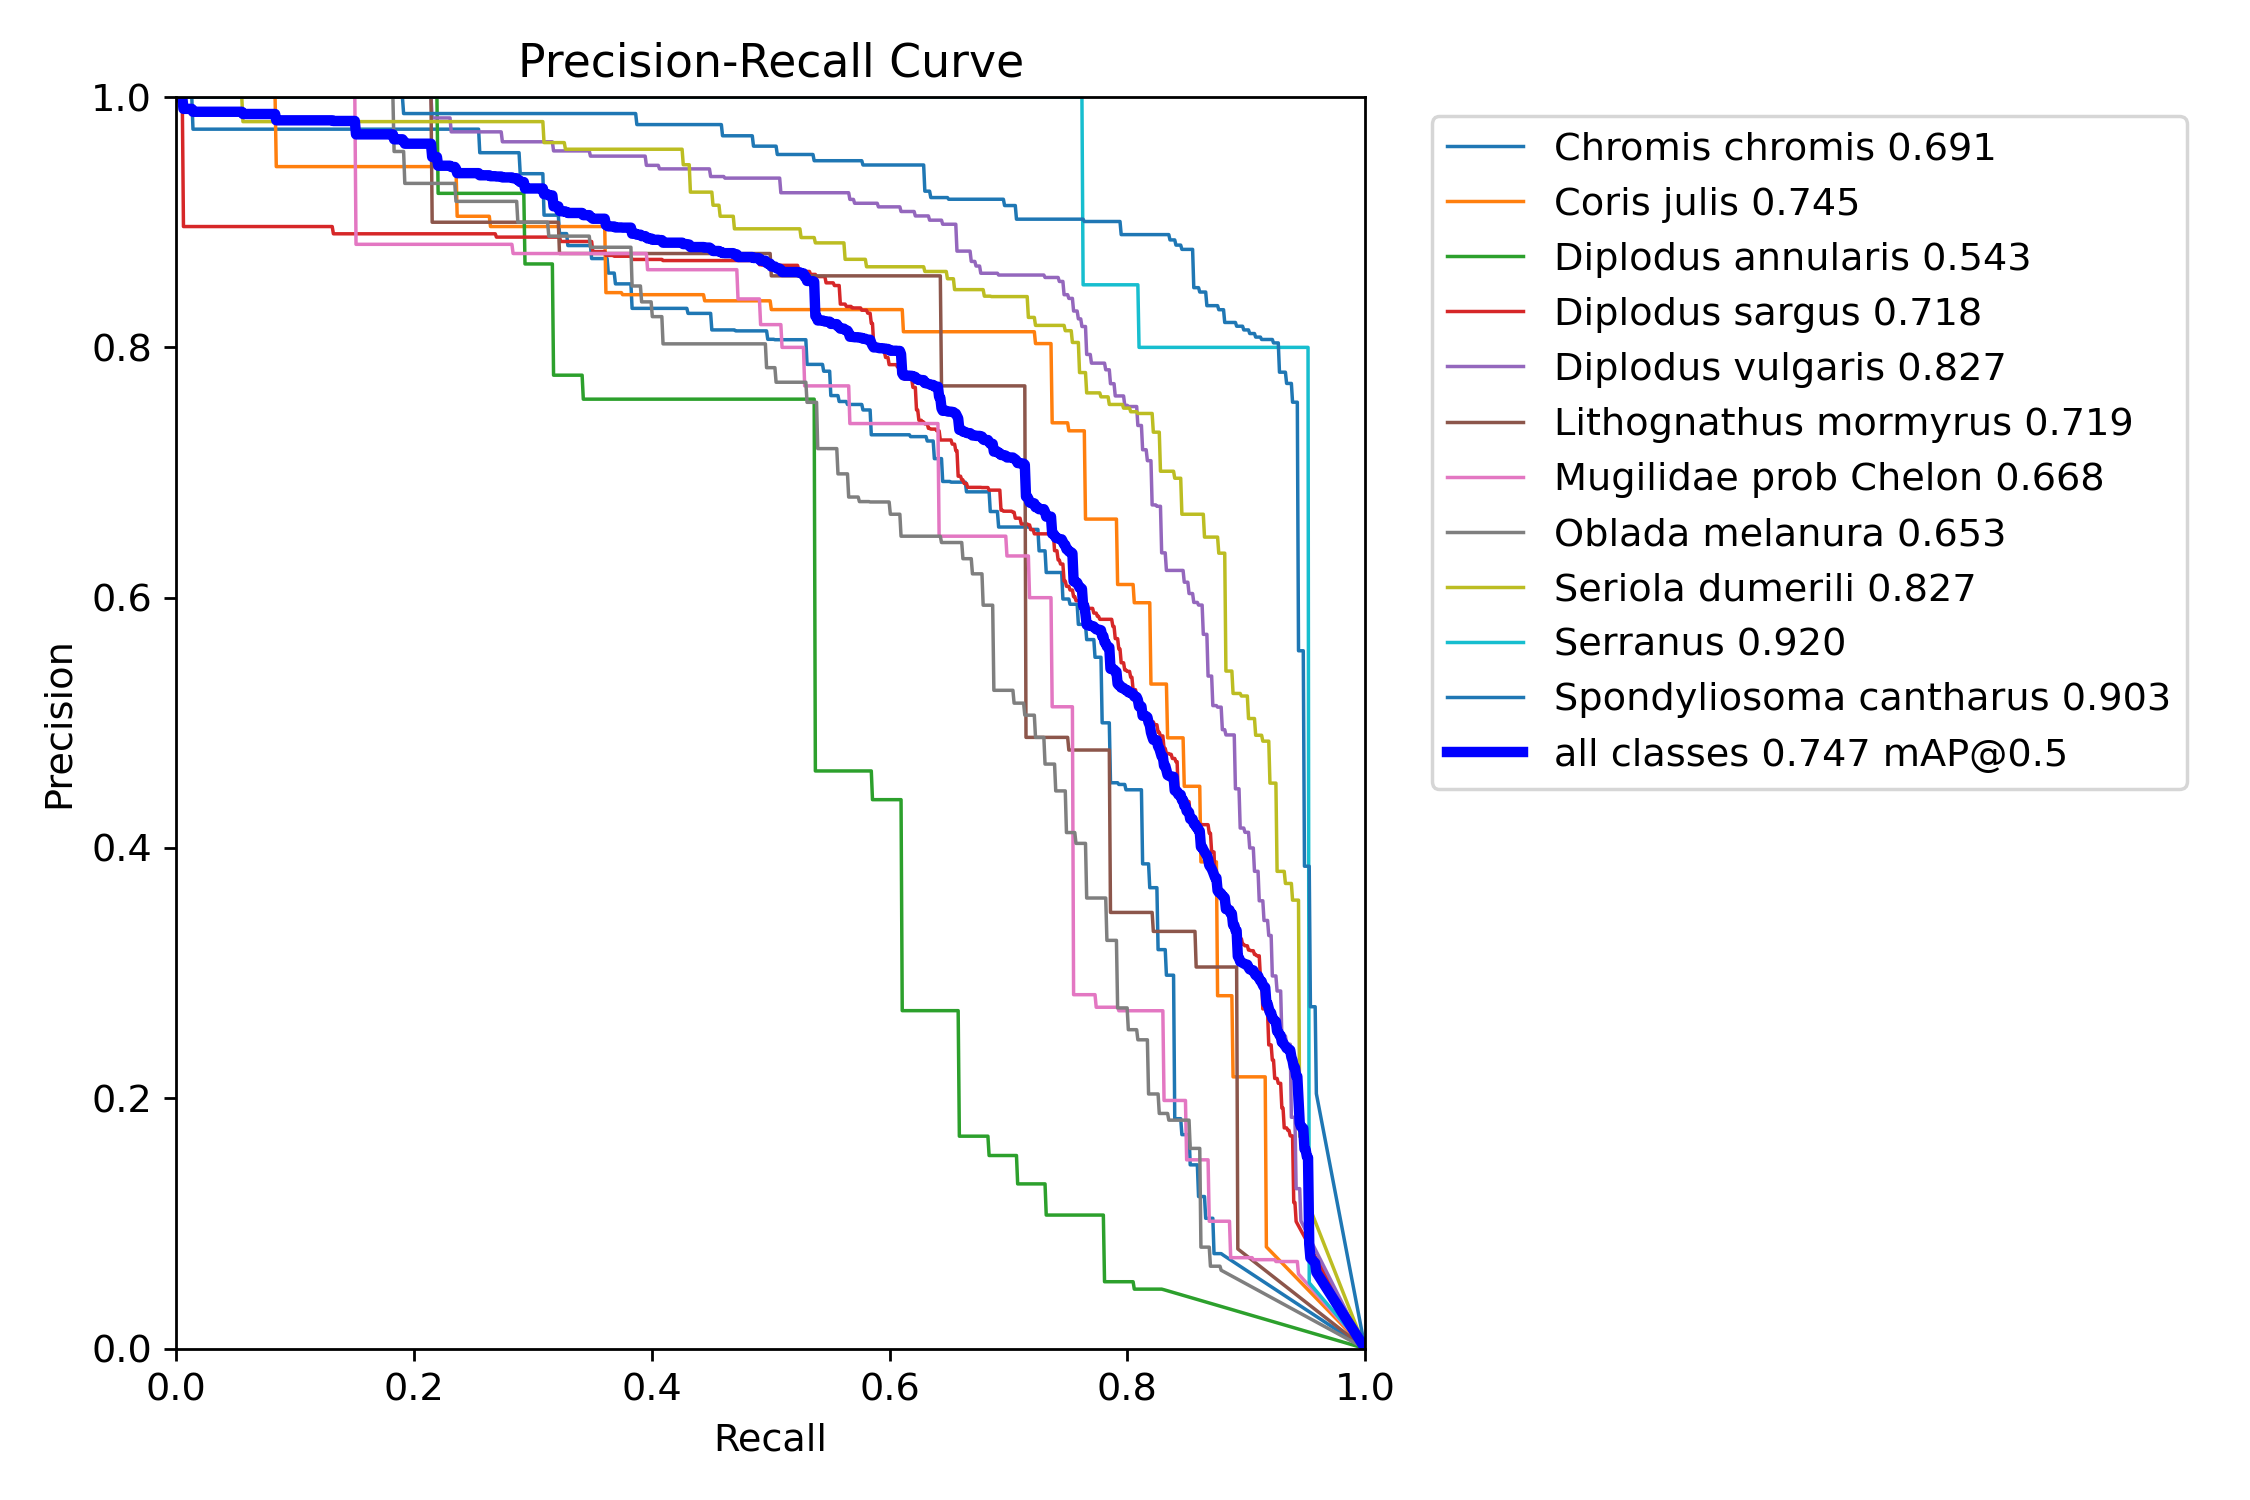 Precision-Recall Curve
1.0
0.8
0.6
0.4
0.2
0.0
Precision
0.0 0.2 0.4 0.6 0.8 1.0
Recall
Chromis chromis 0.691
Coris julis 0.745
Diplodus annularis 0.543
Diplodus sargus 0.718
Diplodus vulgaris 0.827
Lithognathus mormyrus 0.719
Mugilidae prob Chelon 0.668
Oblada melanura 0.653
Seriola dumerili 0.827
Serranus 0.920
Spondyliosoma cantharus 0.903
all classes 0.747 mAP@0.5